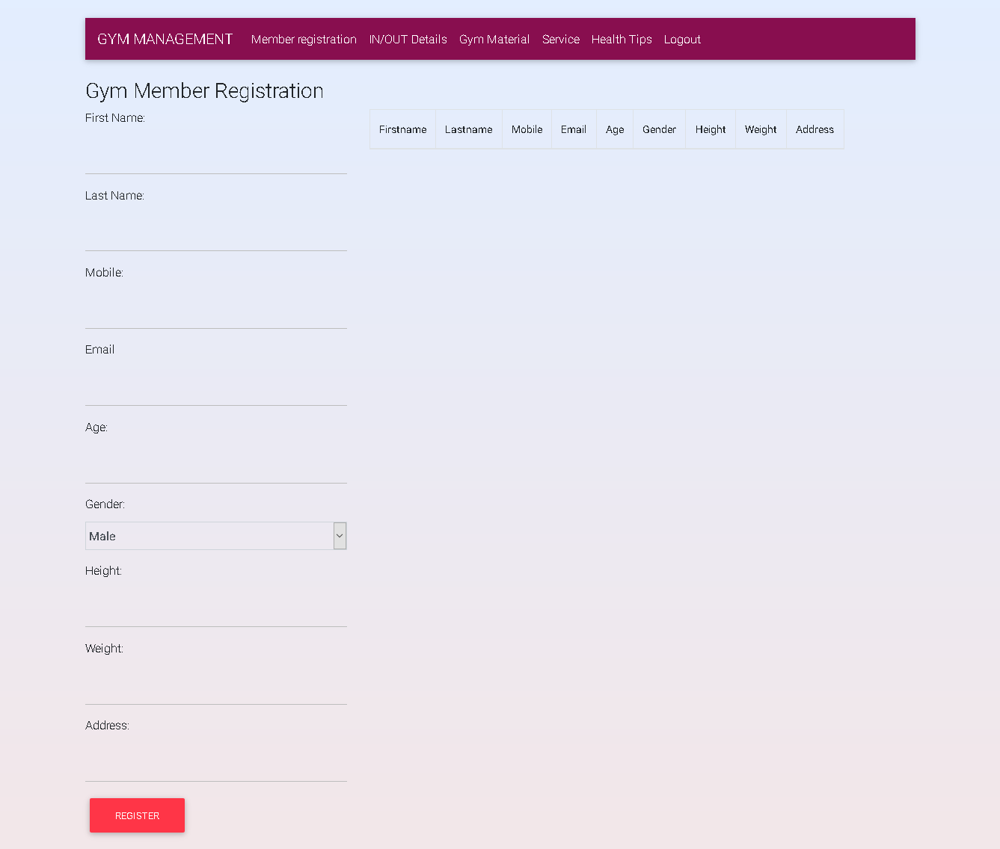 GYM MANAGEMENT Member registration IN/OUT Details Gym Material Service Health Tips Logout
Gym Member Registration
First Name:
Firstname Lastname Mobile Email Age Gender Height Weight Address
Last Name:
Mobile:
Email
Age:
Gender:
Male
Height:
Weight:
Address:
REGISTER